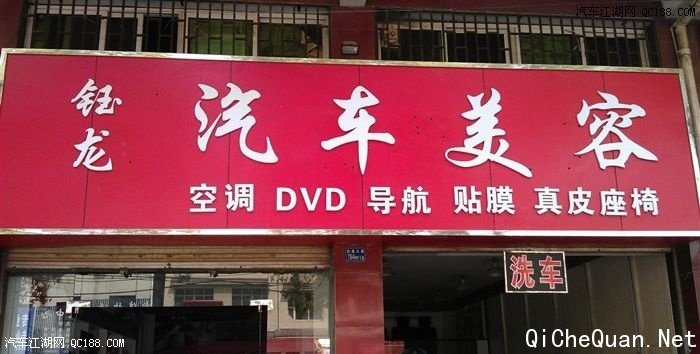 汽车江湖网 QC188.COM
钰龙
汽车美容
空调 DVD 导航 贴膜 真皮座椅
洗车
QiCheQuan.Net
汽车江湖网 QC188.COM